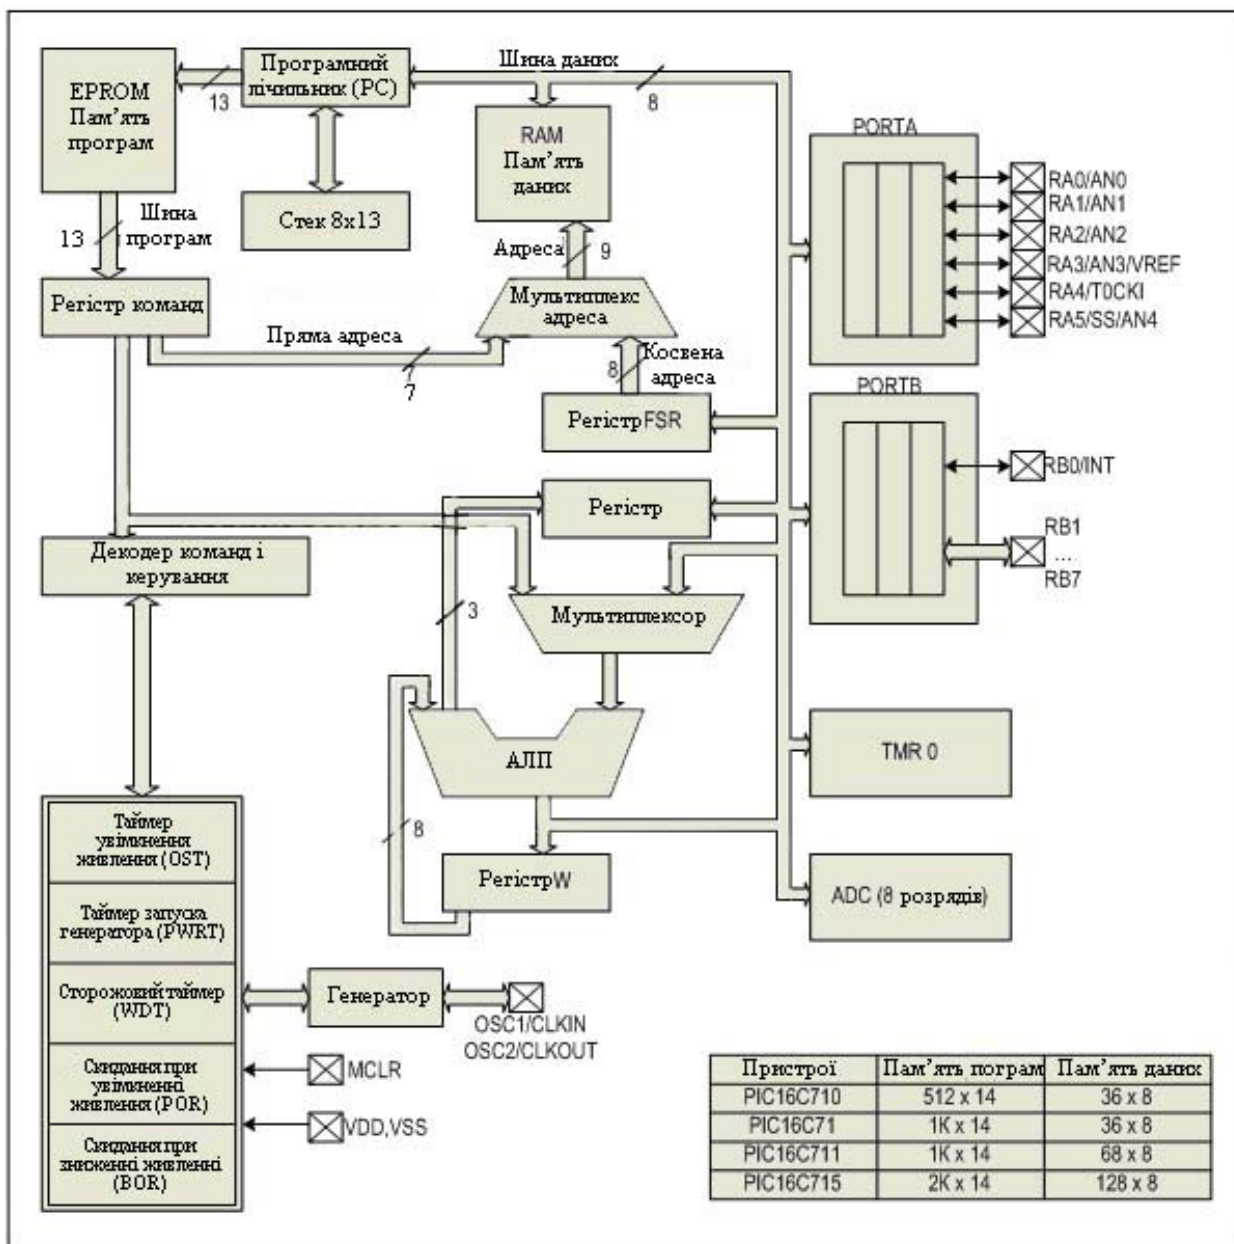 EPROM
Пам'ять
програм
13
Програмний
лічильник (PC)
Шина даних
8
RAM
Пам'ять
даних
Стек 8x13
13
Шина
програм
Адреса
9
Регістр команд
Мультиплекс
адреса
Пряма адреса
7
8
Косвена
адреса
Регістр FSR
Регістр
Декодер команд і
керування
3
Мультиплексор
АЛП
8
Регістр W
PORTA
RA0/AN0
RA1/AN1
RA2/AN2
RA3/AN3/VREF
RA4/T0CKI
RA5/SS/AN4
PORTB
RB0/INT
RB1
....
RB7
TMR 0
ADC (8 розрядів)
Таймер
увімкнення
живлення (OST)
Таймер запуска
генератора (PWRT)
Сторожовий таймер
(WDT)
Скидання при
увімкненні
живлення (POR)
Скидання при
зниженні живленні
(BOR)
Генератор
OSC1/CLKIN
OSC2/CLKOUT
MCLR
VDD,VSS
Пристрої Пам'ять пограм Пам'ять даних
PIC16C710 512 x 14 36 x 8
PIC16C71 1K x 14 36 x 8
PIC16C711 1K x 14 68 x 8
PIC16C715 2K x 14 128 x 8